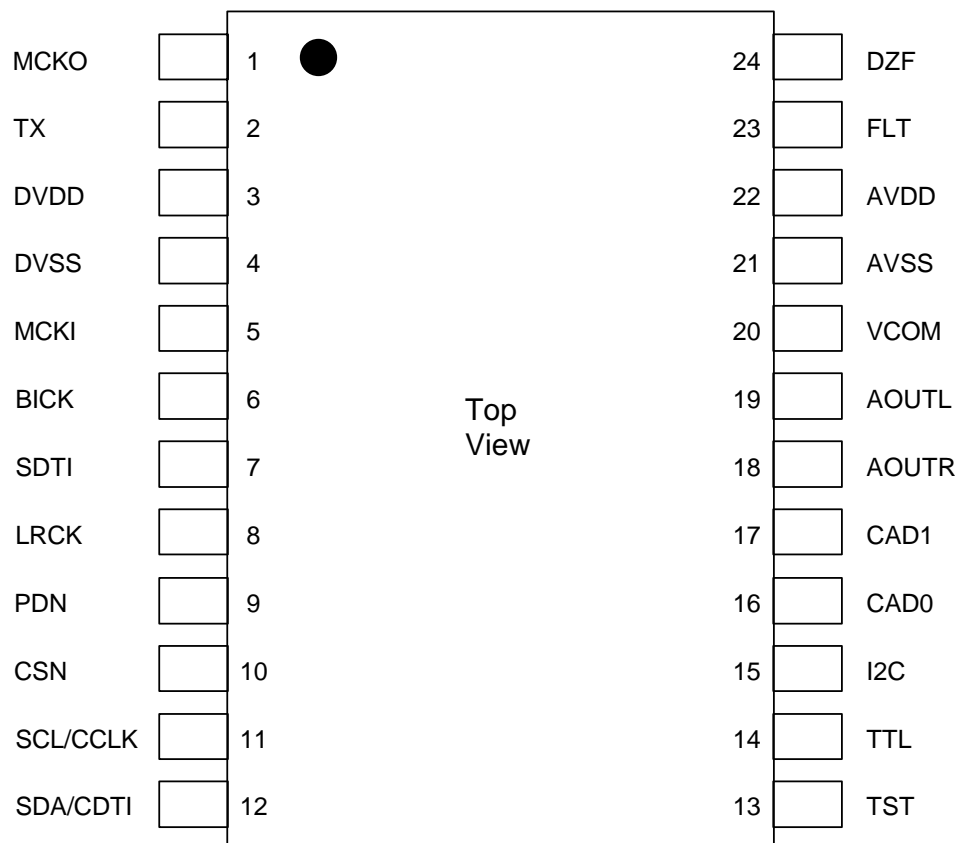 MCKO 1 24 DZF
TX 2 23 FLT
DVDD 3 22 AVDD
DVSS 4 21 AVSS
MCKI 5 20 VCOM
BICK 6 19 AOUTL
Top
View
SDTI 7 18 AOUTR
LRCK 8 17 CAD1
PDN 9 16 CAD0
CSN 10 15 I2C
SCL/CCLK 11 14 TTL
SDA/CDTI 12 13 TST